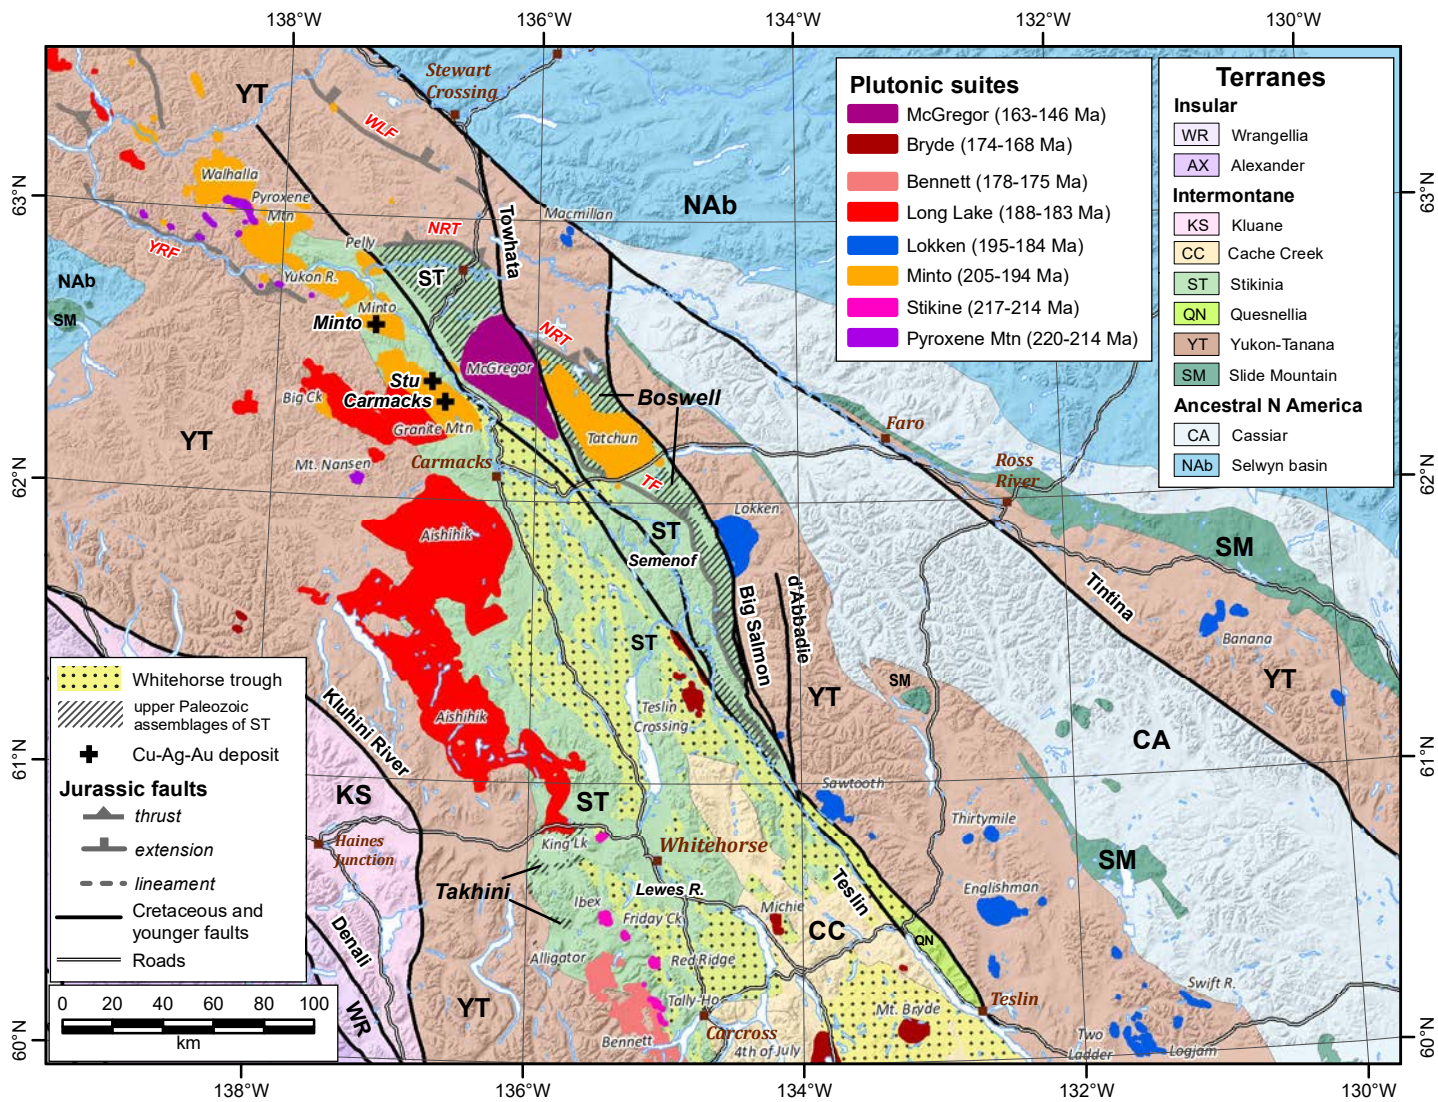 138°W
136°W
134°W
132°W
130°W
YT
Stewart
Crossing
WLF
Walhalla
Pyroxene
Mtn
63°N
63°N
NAb
Macmillan
Towhata
NRT
Pelly
YRF
Yukon R.
ST
NAb
SM
Minto
Minto
NRT
McGregor
Stu
Carmacks
Big Ck
Granite Mtn
Boswell
Tatchun
YT
Carmacks
Mt. Nansen
62°N
62°N
Faro
Ross
River
TF
Lokken
Aishihik
ST
Semenof
SM
Tintina
Big Salmon
d'Abbadie
ST
Banana
YT
YT
SM
Teslin
Crossing
Kluhini River
Aishihik
CA
61°N
61°N
KS
ST
Sawtooth
Thirtymile
Haines
Junction
King Lk
Whitehorse
SM
Takhini
Lewes R.
Teslin
Englishman
Ibex
Friday Ck
Michie
CC
QN
Denali
Alligator
Red Ridge
Swift R.
YT
WR
Tally-Ho
Mt. Bryde
Teslin
Carcross
Bennett
4th of July
Two
Ladder
Logjam
60°N
60°N
138°W
136°W
134°W
132°W
130°W
Plutonic suites
McGregor (163-146 Ma)
Bryde (174-168 Ma)
Bennett (178-175 Ma)
Long Lake (188-183 Ma)
Lokken (195-184 Ma)
Minto (205-194 Ma)
Stikine (217-214 Ma)
Pyroxene Mtn (220-214 Ma)
Terranes
Insular
WR Wrangellia
AX Alexander
Intermontane
KS Kluane
CC Cache Creek
ST Stikinia
QN Quesnellia
YT Yukon-Tanana
SM Slide Mountain
Ancestral N America
CA Cassiar
NAb Selwyn basin
Whitehorse trough
upper Paleozoic
assemblages of ST
Cu-Ag-Au deposit
Jurassic faults
thrust
extension
lineament
Cretaceous and
younger faults
Roads
0 20 40 60 80 100
km